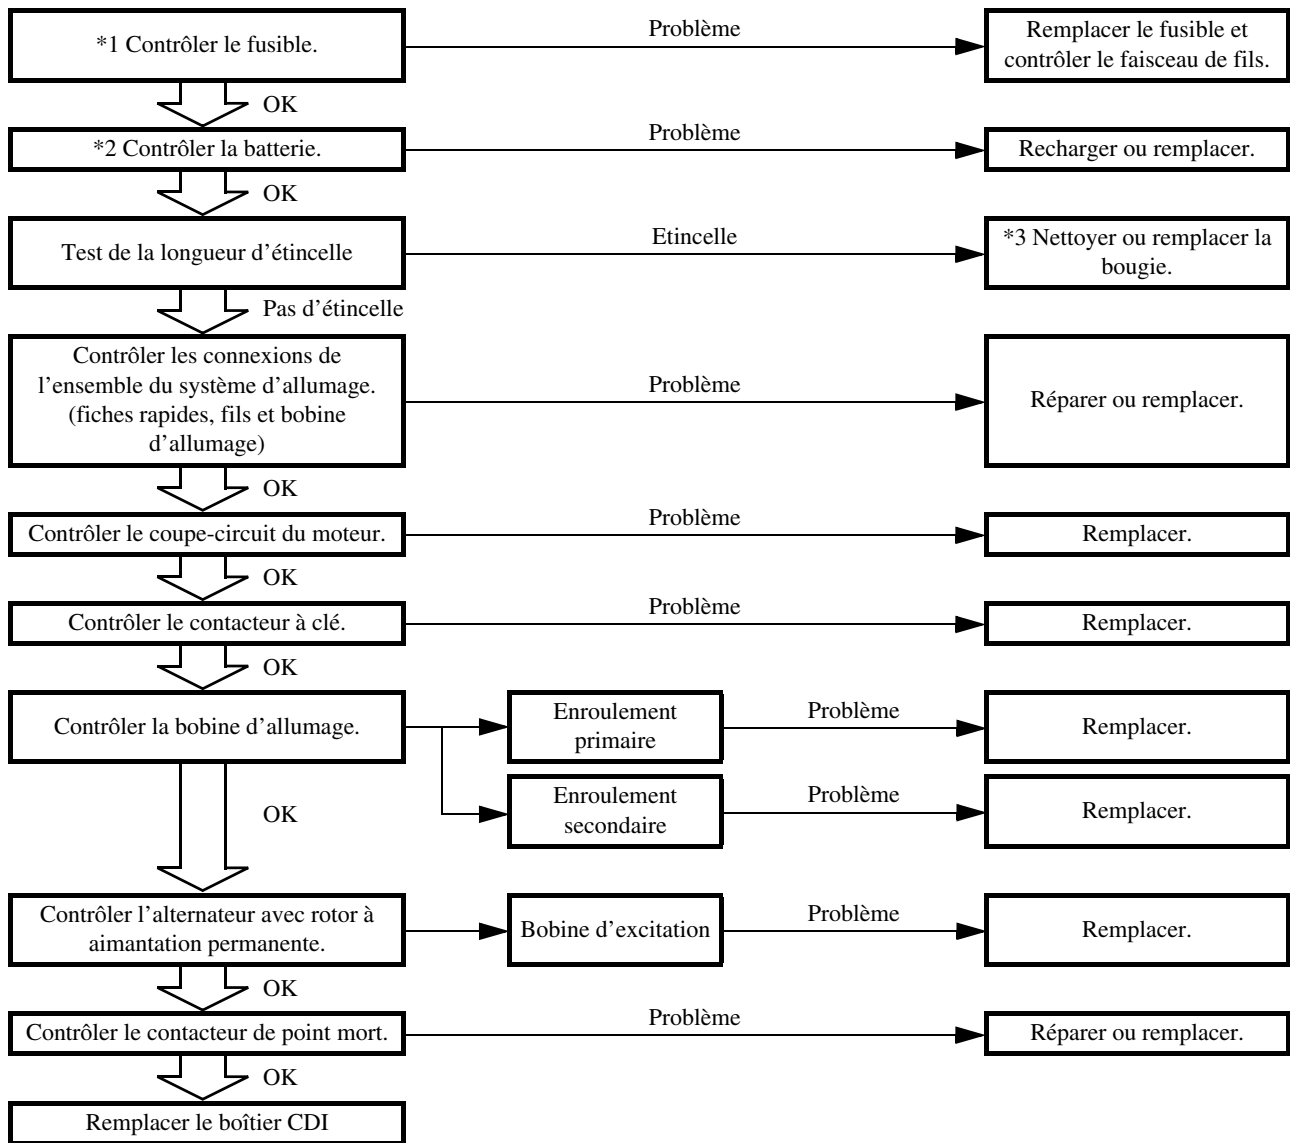 *1 Contrôler le fusible.
Problème
Remplacer le fusible et
contrôler le faisceau de fils.
OK
*2 Contrôler la batterie.
Problème
Recharger ou remplacer.
OK
Test de la longueur d’étincelle
Etincelle
*3 Nettoyer ou remplacer la
bougie.
Pas d’étincelle
Contrôler les connexions de
l’ensemble du système d’allumage.
(fiches rapides, fils et bobine
d’allumage)
Problème
Réparer ou remplacer.
OK
Contrôler le coupe-circuit du moteur.
Problème
Remplacer.
OK
Contrôler le contacteur à clé.
Problème
Remplacer.
OK
Contrôler la bobine d’allumage.
Enroulement
primaire
Problème
Remplacer.
Enroulement
secondaire
Problème
Remplacer.
OK
Contrôler l’alternateur avec rotor à
aimantation permanente.
Bobine d’excitation
Problème
Remplacer.
OK
Contrôler le contacteur de point mort.
Problème
Réparer ou remplacer.
OK
Remplacer le boîtier CDI